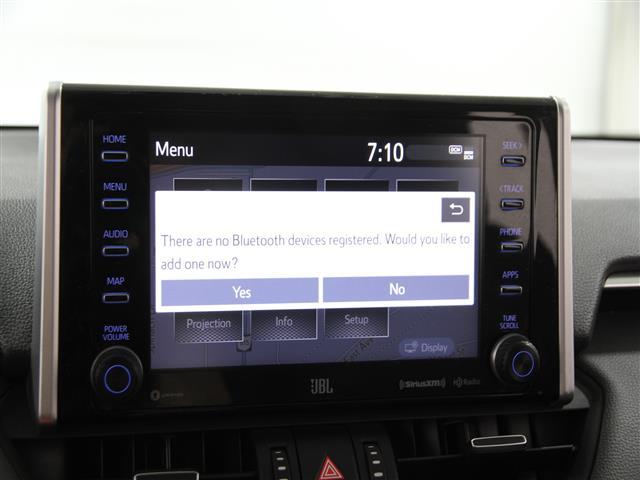 HOME
MENU
AUDIO
MAP
POWER
VOLUME
Menu
7:10
DCM
DCM
There are no Bluetooth devices registered. Would you like to
add one now?
Yes
No
Projection
Info
Setup
Display
SEEK >
< TRACK
PHONE
APPS
TUNE
SCROLL
JBL
SiriusXM
HD Radio